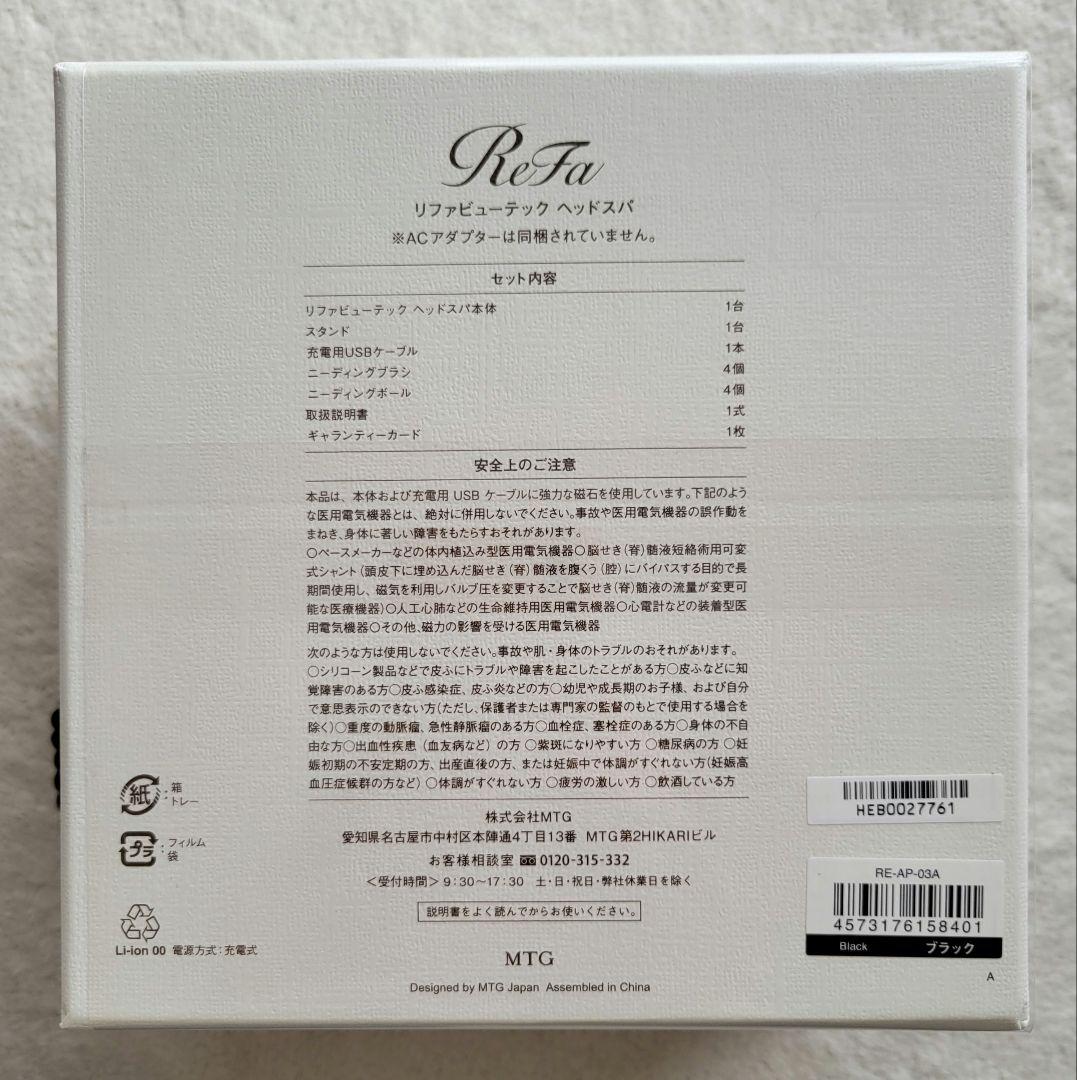 ReFa
リファビューテック ヘッドスパ
※ACアダプターは同梱されていません。
セット内容
リファビューテック ヘッドスパ本体 1台
スタンド 1台
充電用USBケーブル 1本
ニーディングブラシ 4個
ニーディングボール 4個
取扱説明書 1式
ギャランティーカード 1枚
安全上のご注意
本品は、本体および充電用 USB ケーブルに強力な磁石を使用しています。下記のよう
な医用電気機器とは、絶対に併用しないでください。事故や医用電気機器の誤作動を
まねき、身体に著しい障害をもたらすおそれがあります。
○ペースメーカーなどの体内植込み型医用電気機器○脳せき(脊)髄液短絡術用可変
式シャント(頭皮下に埋め込んだ脳せき(脊)髄液を腹くう(腔)にバイパスする目的で長
期間使用し、磁気を利用しバルブ圧を変更することで脳せき(脊)髄液の流量が変更可
能な医療機器)○人工心肺などの生命維持用医用電気機器○心電計などの装着型医
用電気機器○その他、磁力の影響を受ける医用電気機器
次のような方は使用しないでください。事故や肌・身体のトラブルのおそれがあります。
○シリコーン製品などで皮ふにトラブルや障害を起こしたことがある方○皮ふなどに知
覚障害のある方○皮ふ感染症、皮ふ炎などの方○幼児や成長期のお子様、および自分
で意思表示のできない方(ただし、保護者または専門家の監督のもとで使用する場合を
除く)○重度の動脈瘤、急性静脈瘤のある方○血栓症、塞栓症のある方○身体の不自
由な方○出血性疾患(血友病など)の方○紫斑になりやすい方○糖尿病の方○妊
娠初期の不安定期の方、出産直後の方、または妊娠中で体調がすぐれない方(妊娠高
血圧症候群の方など)○体調がすぐれない方○疲労の激しい方○飲酒している方
株式会社MTG
愛知県名古屋市中村区本陣通4丁目13番 MTG第2HIKARIビル
お客様相談室 0120-315-332
<受付時間> 9:30~17:30 土・日・祝日・弊社休業日を除く
説明書をよく読んでからお使いください。
MTG
Designed by MTG Japan Assembled in China
紙 : 箱
トレー
プラ : フィルム
袋
Li-ion 00 電源方式:充電式
HEB0027761
RE-AP-03A
4573176158401
Black ブラック
A